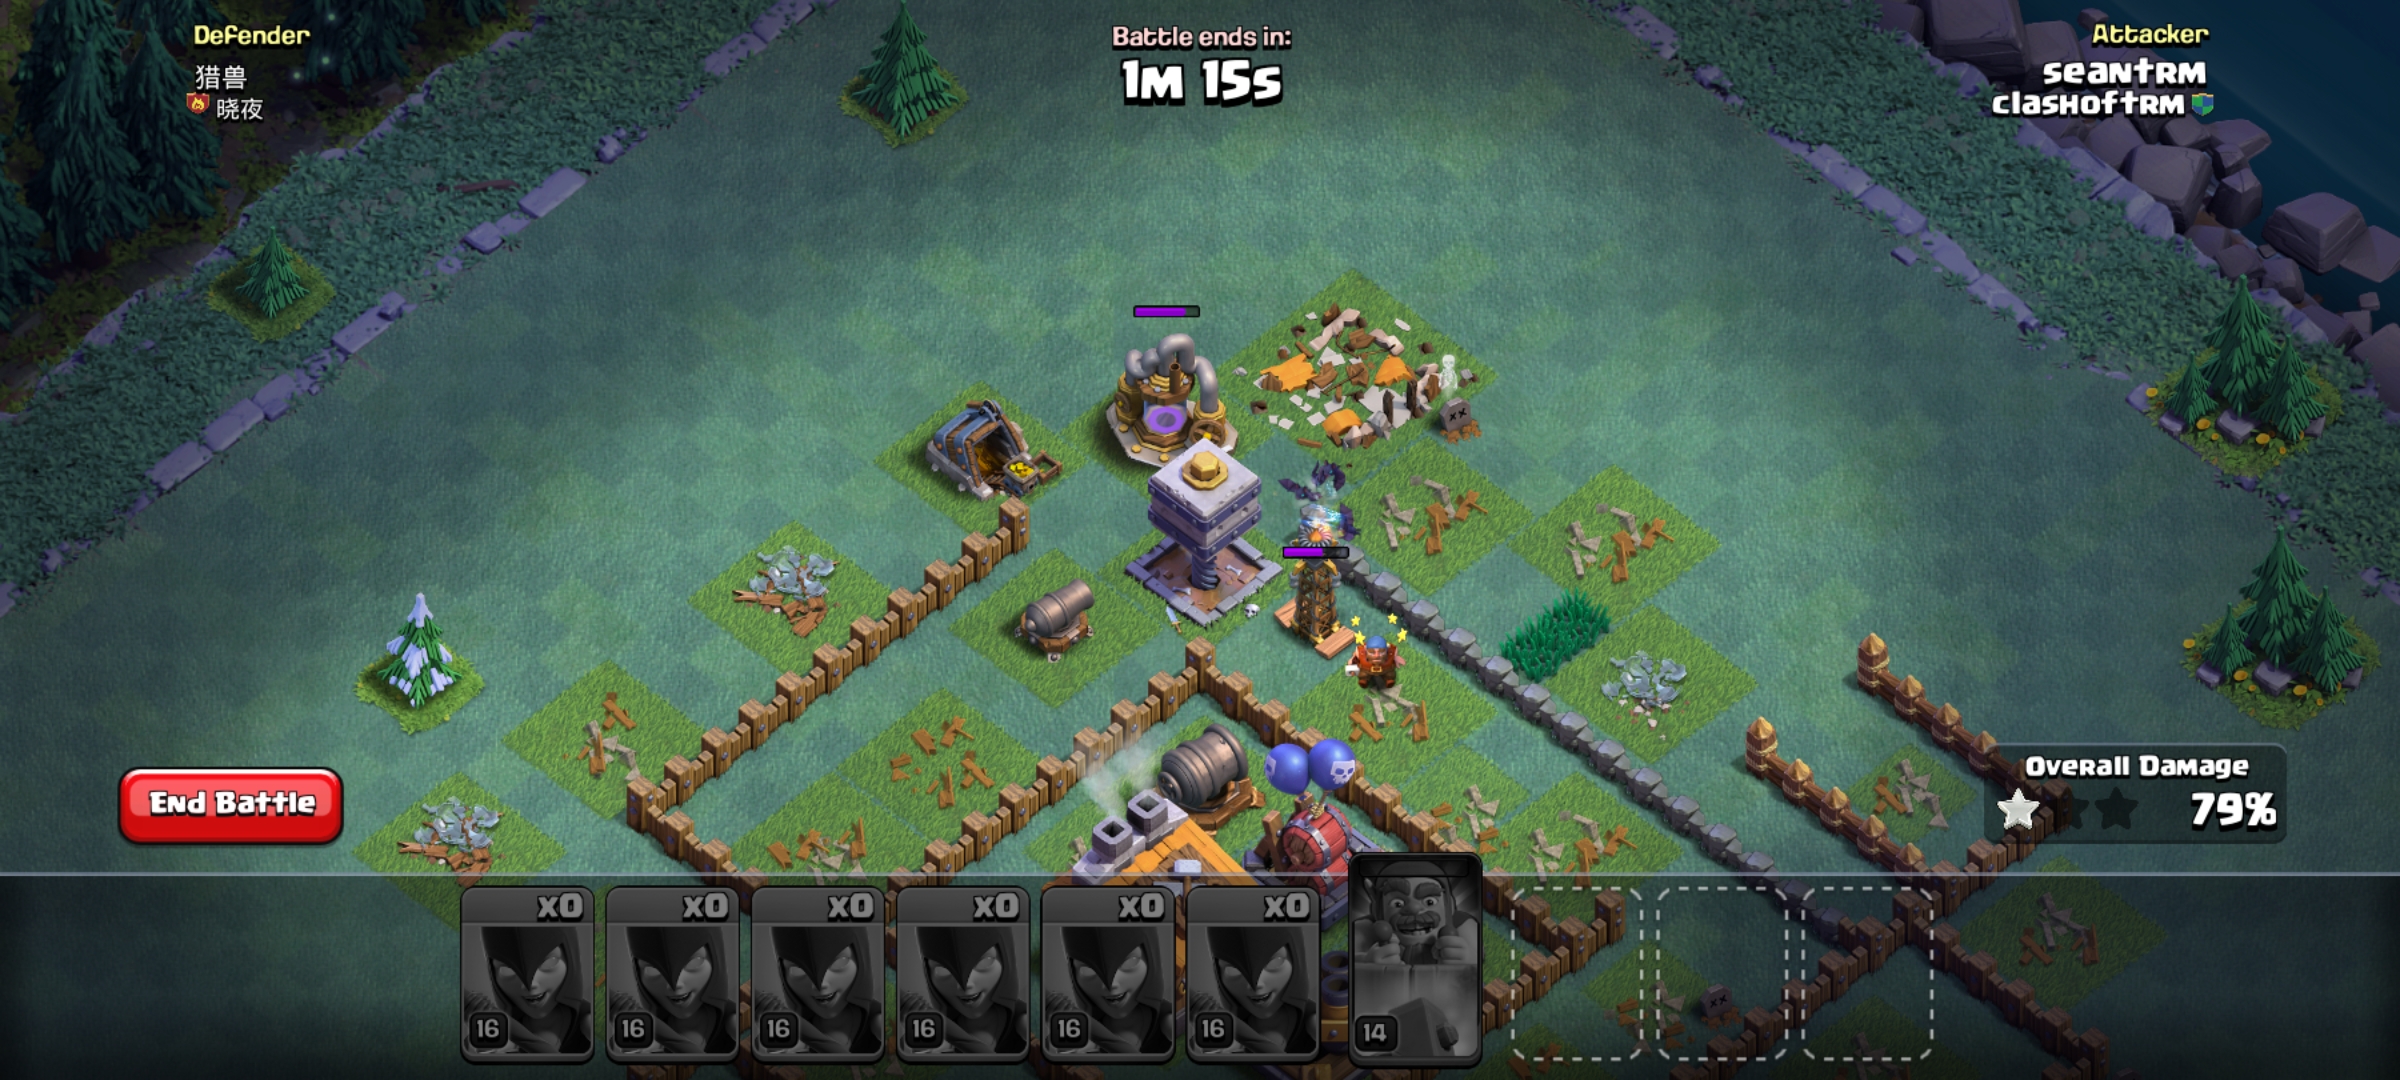 Defender
猎兽
晓夜
Battle ends in:
1M 15s
Attacker
seantrm
clashoftrm
End Battle
Overall Damage
79%
x0 x0 x0 x0 x0 x0
16 16 16 16 16 16 14